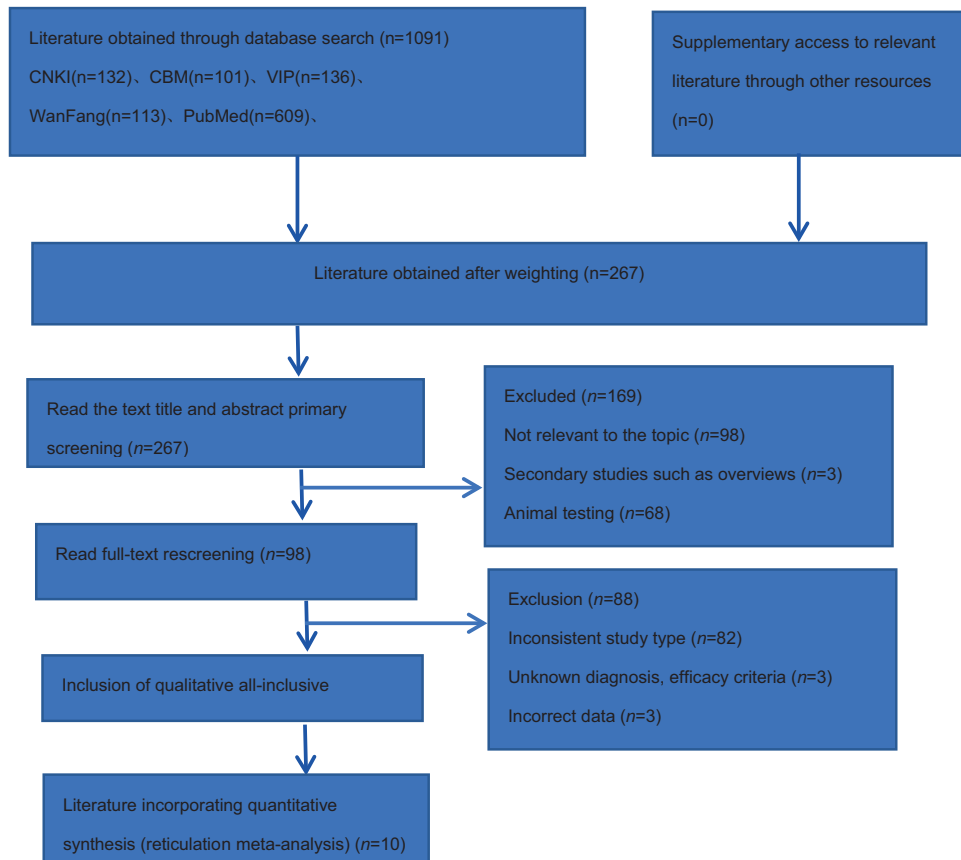 Literature obtained through database search (n=1091)
CNKI(n=132)、CBM(n=101)、VIP(n=136)、
WanFang(n=113)、PubMed(n=609)、
Supplementary access to relevant
literature through other resources
(n=0)
Literature obtained after weighting (n=267)
Read the text title and abstract primary
screening (n=267)
Excluded (n=169)
Not relevant to the topic (n=98)
Secondary studies such as overviews (n=3)
Animal testing (n=68)
Read full-text rescreening (n=98)
Exclusion (n=88)
Inconsistent study type (n=82)
Unknown diagnosis, efficacy criteria (n=3)
Incorrect data (n=3)
Inclusion of qualitative all-inclusive
Literature incorporating quantitative
synthesis (reticulation meta-analysis) (n=10)